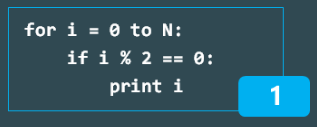 for i = 0 to N:
if i % 2 == 0:
print i
1